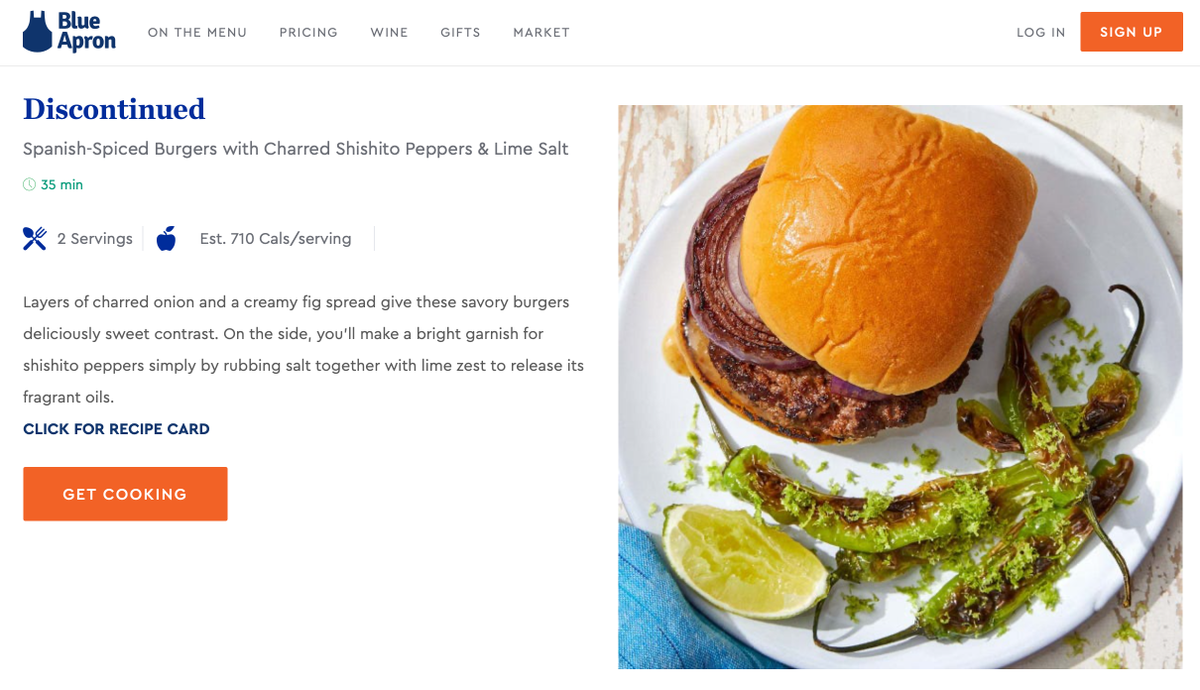 Blue
Apron
ON THE MENU
PRICING
WINE
GIFTS
MARKET
LOG IN
SIGN UP
Discontinued
Spanish-Spiced Burgers with Charred Shishito Peppers & Lime Salt
35 min
2 Servings
Est. 710 Cals/serving
Layers of charred onion and a creamy fig spread give these savory burgers
deliciously sweet contrast. On the side, you’ll make a bright garnish for
shishito peppers simply by rubbing salt together with lime zest to release its
fragrant oils.
CLICK FOR RECIPE CARD
GET COOKING